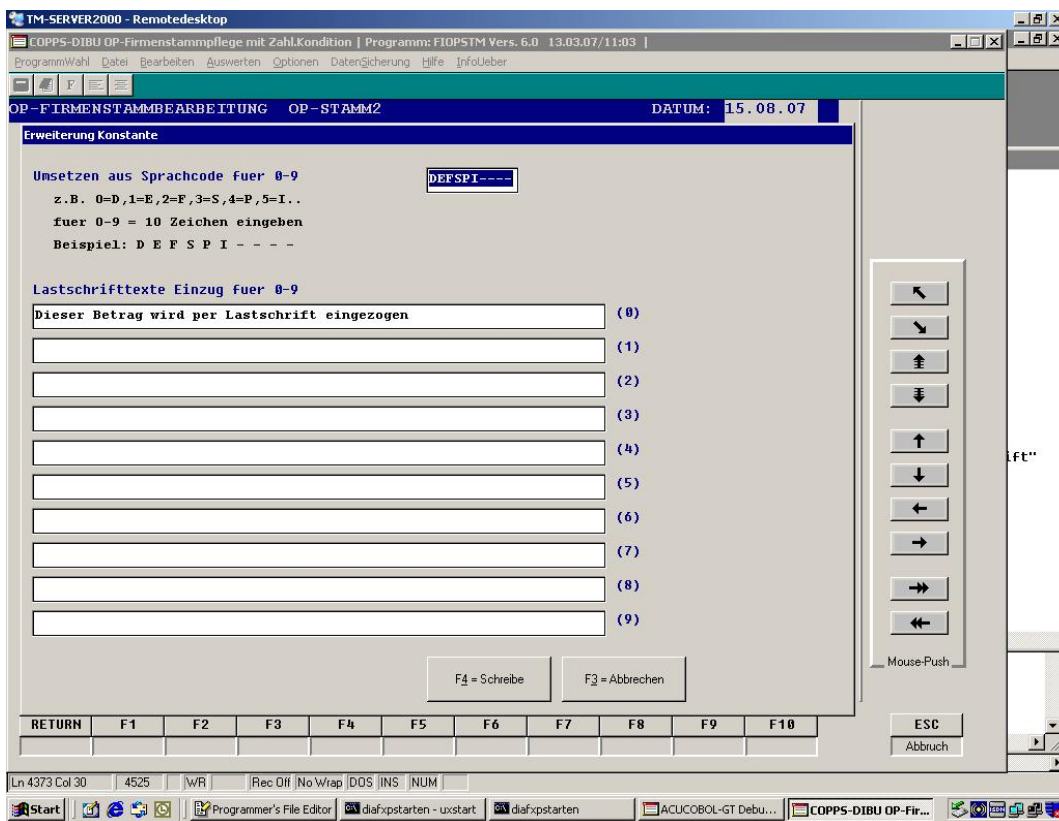 TM-SERVER2000 - Remotedesktop
COPPS-DIBU OP-Firmenstammpflege mit Zahl.Kondition | Programm: FIOPSTM Vers. 6.0 13.03.07/11:03 |
ProgrammWahl Datei Bearbeiten Auswerten Optionen DatenSicherung Hilfe InfoUeber
F
OP-FIRMENSTAMMBEARBEITUNG OP-STAMM2 DATUM: 15.08.07
Erweiterung Konstante
Umsetzen aus Sprachcode fuer 0-9 DEFSPI----
z.B. 0=D,1=E,2=F,3=S,4=P,5=I..
fuer 0-9 = 10 Zeichen eingeben
Beispiel: D E F S P I - - - -
Lastschrifttexte Einzug fuer 0-9
Dieser Betrag wird per Lastschrift eingezogen (0)
(1)
(2)
(3)
(4)
ift"
(5)
(6)
(7)
(8)
(9)
Mouse-Push
F4 = Schreibe F3 = Abbrechen
RETURN F1 F2 F3 F4 F5 F6 F7 F8 F9 F10 ESC
Abbruch
Ln 4373 Col 30 4525 WR Rec Off No Wrap DOS INS NUM
Start Programmer's File Editor diafxpstarten - uxstart diafxpstarten ACUCOBOL-GT Debu... COPPS-DIBU OP-Fir...